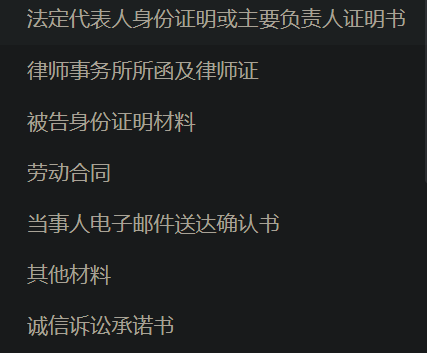 法定代表人身份证明或主要负责人证明书
律师事务所所函及律师证
被告身份证明材料
劳动合同
当事人电子邮件送达确认书
其他材料
诚信诉讼承诺书